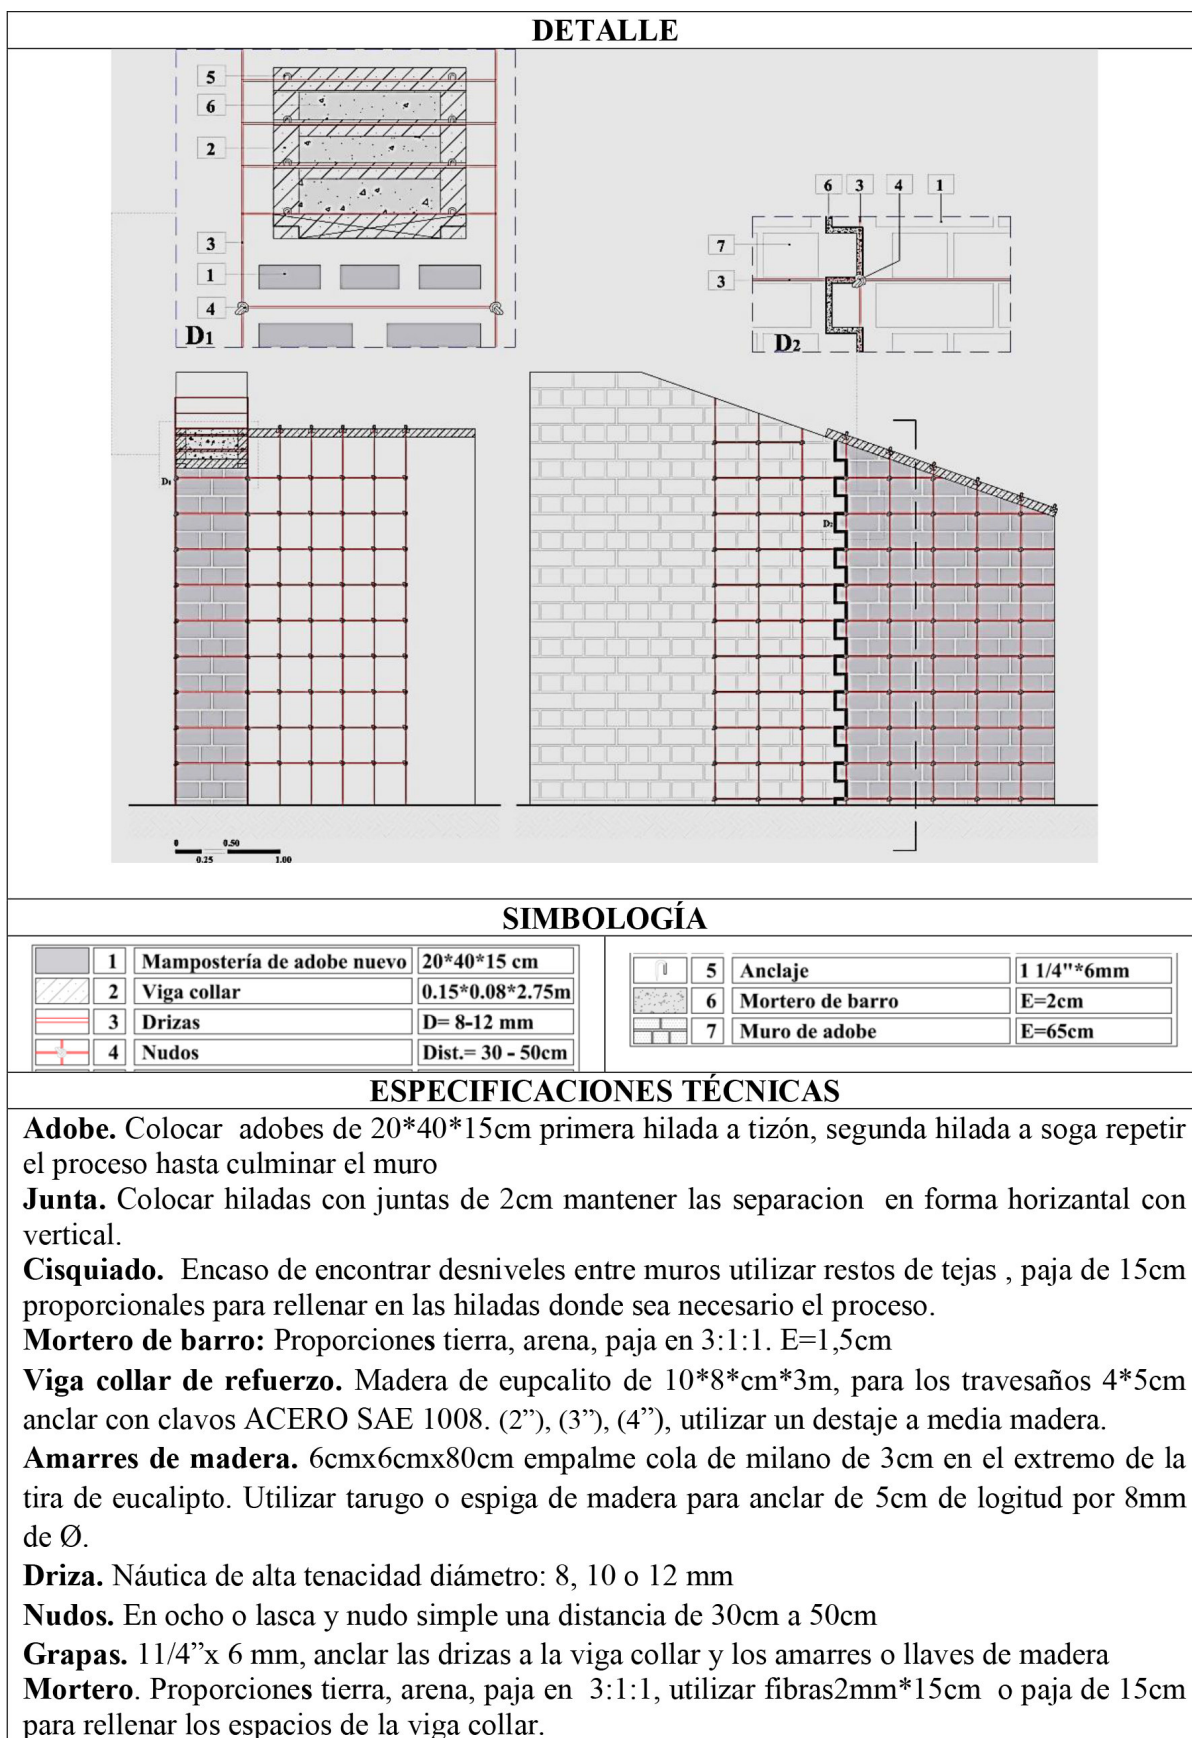 DETALLE
5
6
2
3
1
4
D1
6 3 4 1
7
3
D2
D1
D2
0 0.50
0.25 1.00
SIMBOLOGÍA
1 Mampostería de adobe nuevo 20*40*15 cm
2 Viga collar 0.15*0.08*2.75m
3 Drizas D= 8-12 mm
4 Nudos Dist.= 30 - 50cm
5 Anclaje 1 1/4"*6mm
6 Mortero de barro E=2cm
7 Muro de adobe E=65cm
ESPECIFICACIONES TÉCNICAS
Adobe. Colocar adobes de 20*40*15cm primera hilada a tizón, segunda hilada a soga repetir
el proceso hasta culminar el muro
Junta. Colocar hiladas con juntas de 2cm mantener las separacion en forma horizantal con
vertical.
Cisquiado. Encaso de encontrar desniveles entre muros utilizar restos de tejas , paja de 15cm
proporcionales para rellenar en las hiladas donde sea necesario el proceso.
Mortero de barro: Proporciones tierra, arena, paja en 3:1:1. E=1,5cm
Viga collar de refuerzo. Madera de eupcalito de 10*8*cm*3m, para los travesaños 4*5cm
anclar con clavos ACERO SAE 1008. (2”), (3”), (4”), utilizar un destaje a media madera.
Amarres de madera. 6cmx6cmx80cm empalme cola de milano de 3cm en el extremo de la
tira de eucalipto. Utilizar tarugo o espiga de madera para anclar de 5cm de logitud por 8mm
de Ø.
Driza. Náutica de alta tenacidad diámetro: 8, 10 o 12 mm
Nudos. En ocho o lasca y nudo simple una distancia de 30cm a 50cm
Grapas. 11/4”x 6 mm, anclar las drizas a la viga collar y los amarres o llaves de madera
Mortero. Proporciones tierra, arena, paja en 3:1:1, utilizar fibras2mm*15cm o paja de 15cm
para rellenar los espacios de la viga collar.